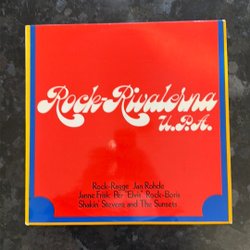 Rock-Rivalerna
U.P.A.
Rock-Ragge Jan Rohde
Janne Frisk Per "Elvis" Rock-Boris
Shakin' Stevens and The Sunsets